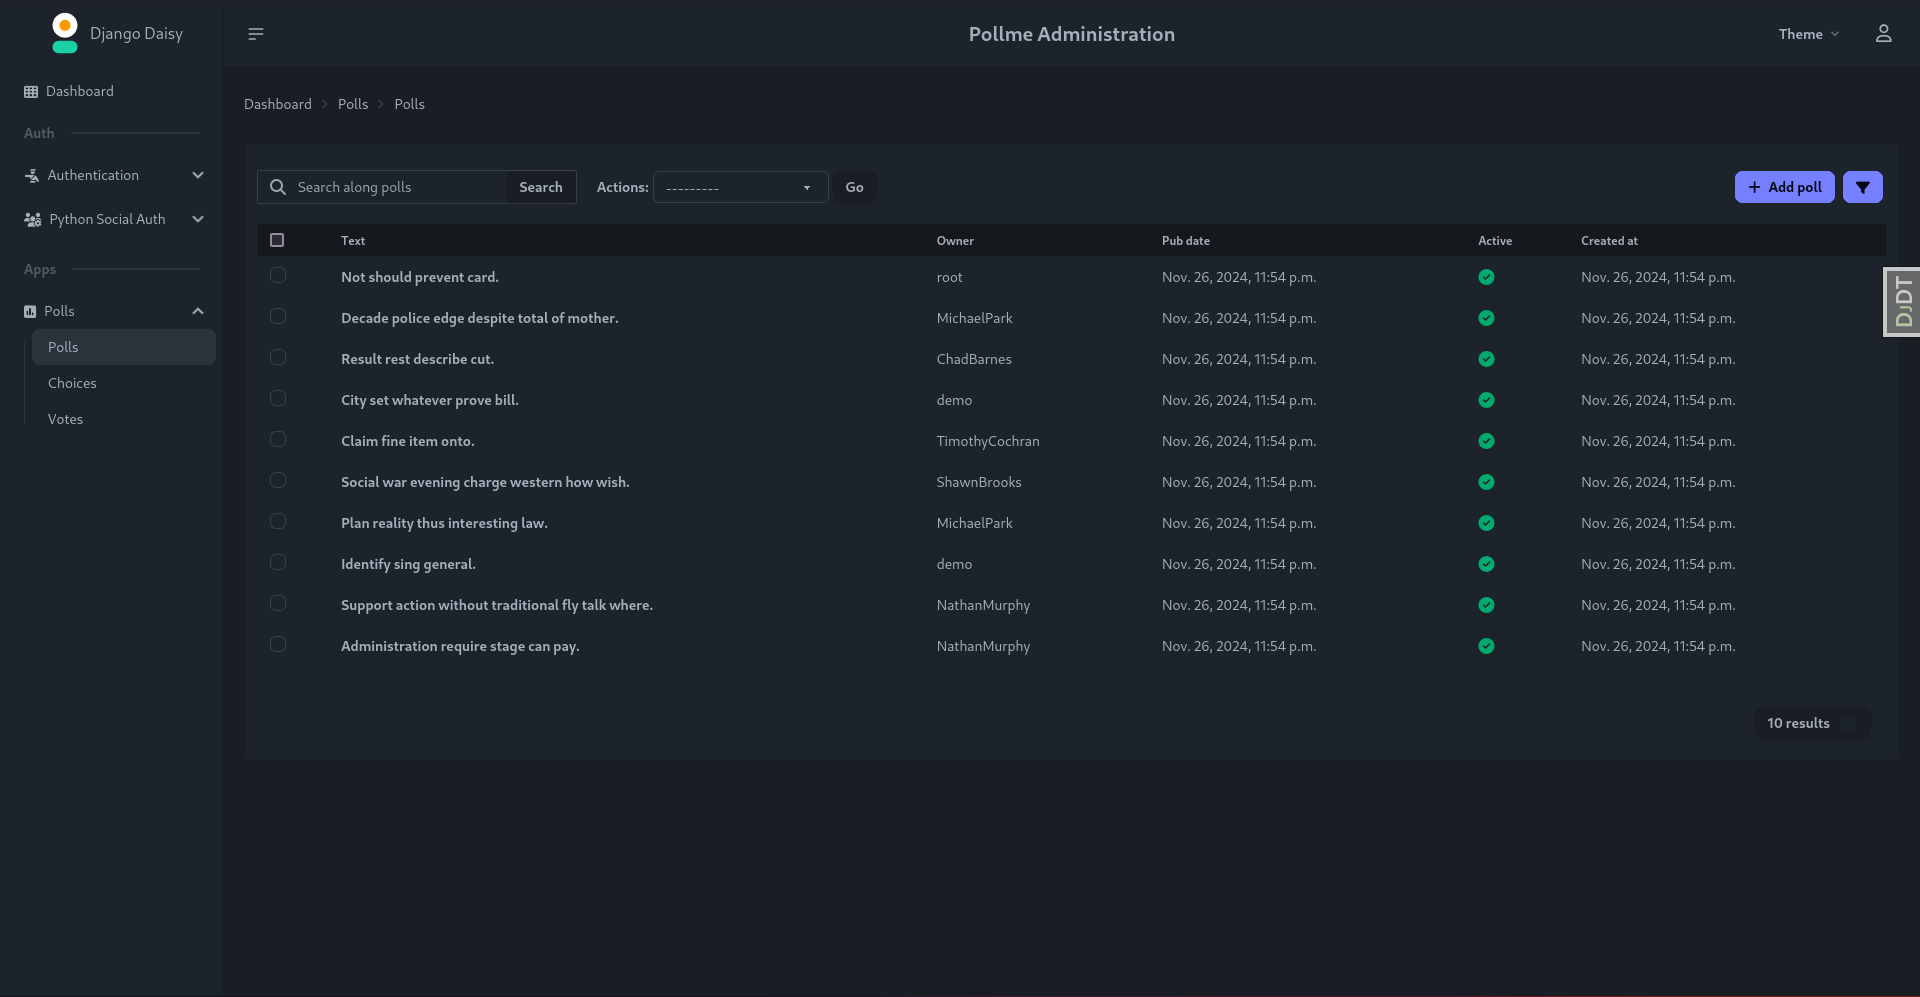 Django Daisy
Pollme Administration
Theme
Dashboard
Auth
Authentication
Python Social Auth
Apps
Polls
Polls
Choices
Votes
Dashboard Polls Polls
Search along polls Search Actions: --------- Go + Add poll
Text Owner Pub date Active Created at
Not should prevent card. root Nov. 26, 2024, 11:54 p.m. Nov. 26, 2024, 11:54 p.m.
Decade police edge despite total of mother. MichaelPark Nov. 26, 2024, 11:54 p.m. Nov. 26, 2024, 11:54 p.m.
Result rest describe cut. ChadBarnes Nov. 26, 2024, 11:54 p.m. Nov. 26, 2024, 11:54 p.m.
City set whatever prove bill. demo Nov. 26, 2024, 11:54 p.m. Nov. 26, 2024, 11:54 p.m.
Claim fine item onto. TimothyCochran Nov. 26, 2024, 11:54 p.m. Nov. 26, 2024, 11:54 p.m.
Social war evening charge western how wish. ShawnBrooks Nov. 26, 2024, 11:54 p.m. Nov. 26, 2024, 11:54 p.m.
Plan reality thus interesting law. MichaelPark Nov. 26, 2024, 11:54 p.m. Nov. 26, 2024, 11:54 p.m.
Identify sing general. demo Nov. 26, 2024, 11:54 p.m. Nov. 26, 2024, 11:54 p.m.
Support action without traditional fly talk where. NathanMurphy Nov. 26, 2024, 11:54 p.m. Nov. 26, 2024, 11:54 p.m.
Administration require stage can pay. NathanMurphy Nov. 26, 2024, 11:54 p.m. Nov. 26, 2024, 11:54 p.m.
10 results
DjDT